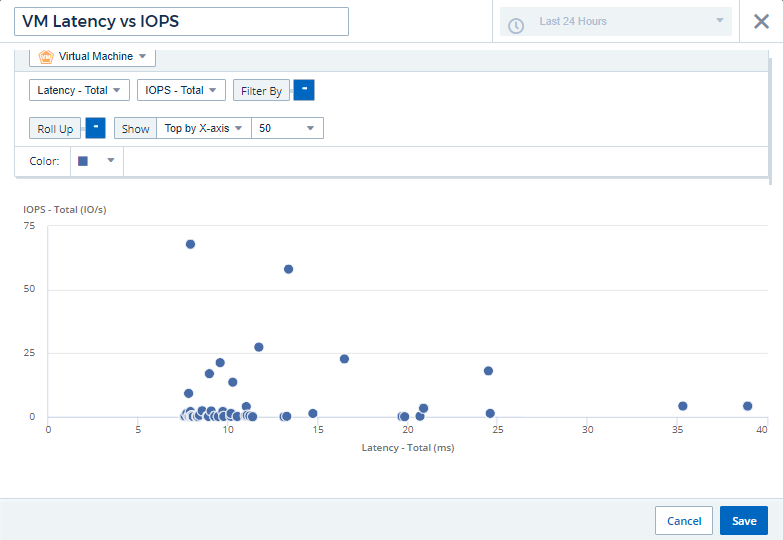 VM Latency vs IOPS
Last 24 Hours
Virtual Machine
Latency - Total IOPS - Total Filter By
Roll Up Show Top by X-axis 50
Color:
IOPS - Total (IO/s)
75
50
25
0
0 5 10 15 20 25 30 35 40
Latency - Total (ms)
Cancel Save